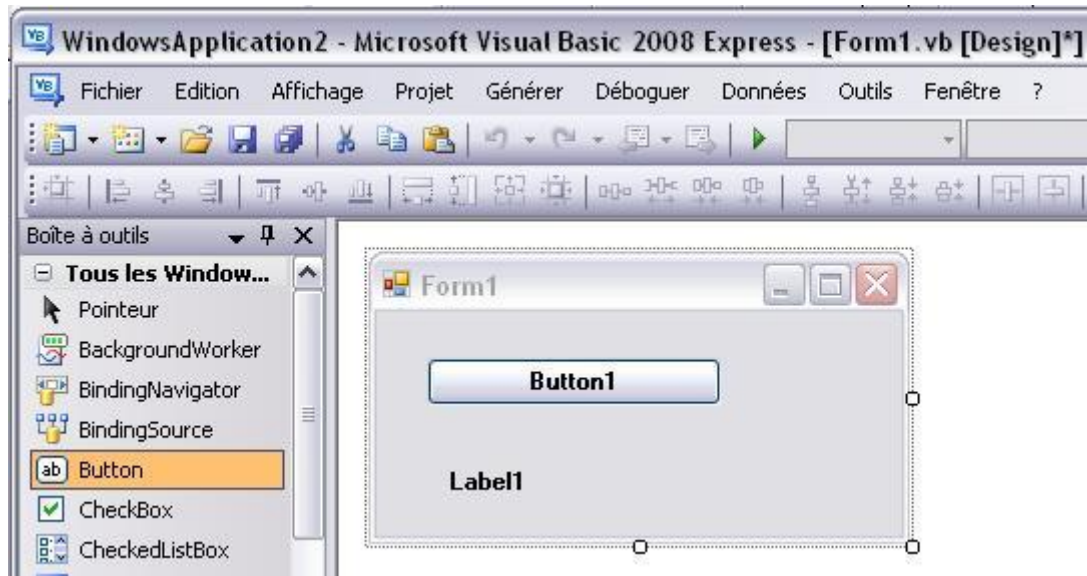 WindowsApplication2 - Microsoft Visual Basic 2008 Express - [Form1.vb [Design]*]
Fichier Edition Affichage Projet Générer Déboguer Données Outils Fenêtre ?
Boîte à outils
Tous les Window...
Pointeur
BackgroundWorker
BindingNavigator
BindingSource
ab Button
CheckBox
CheckedListBox
Form1
Button1
Label1